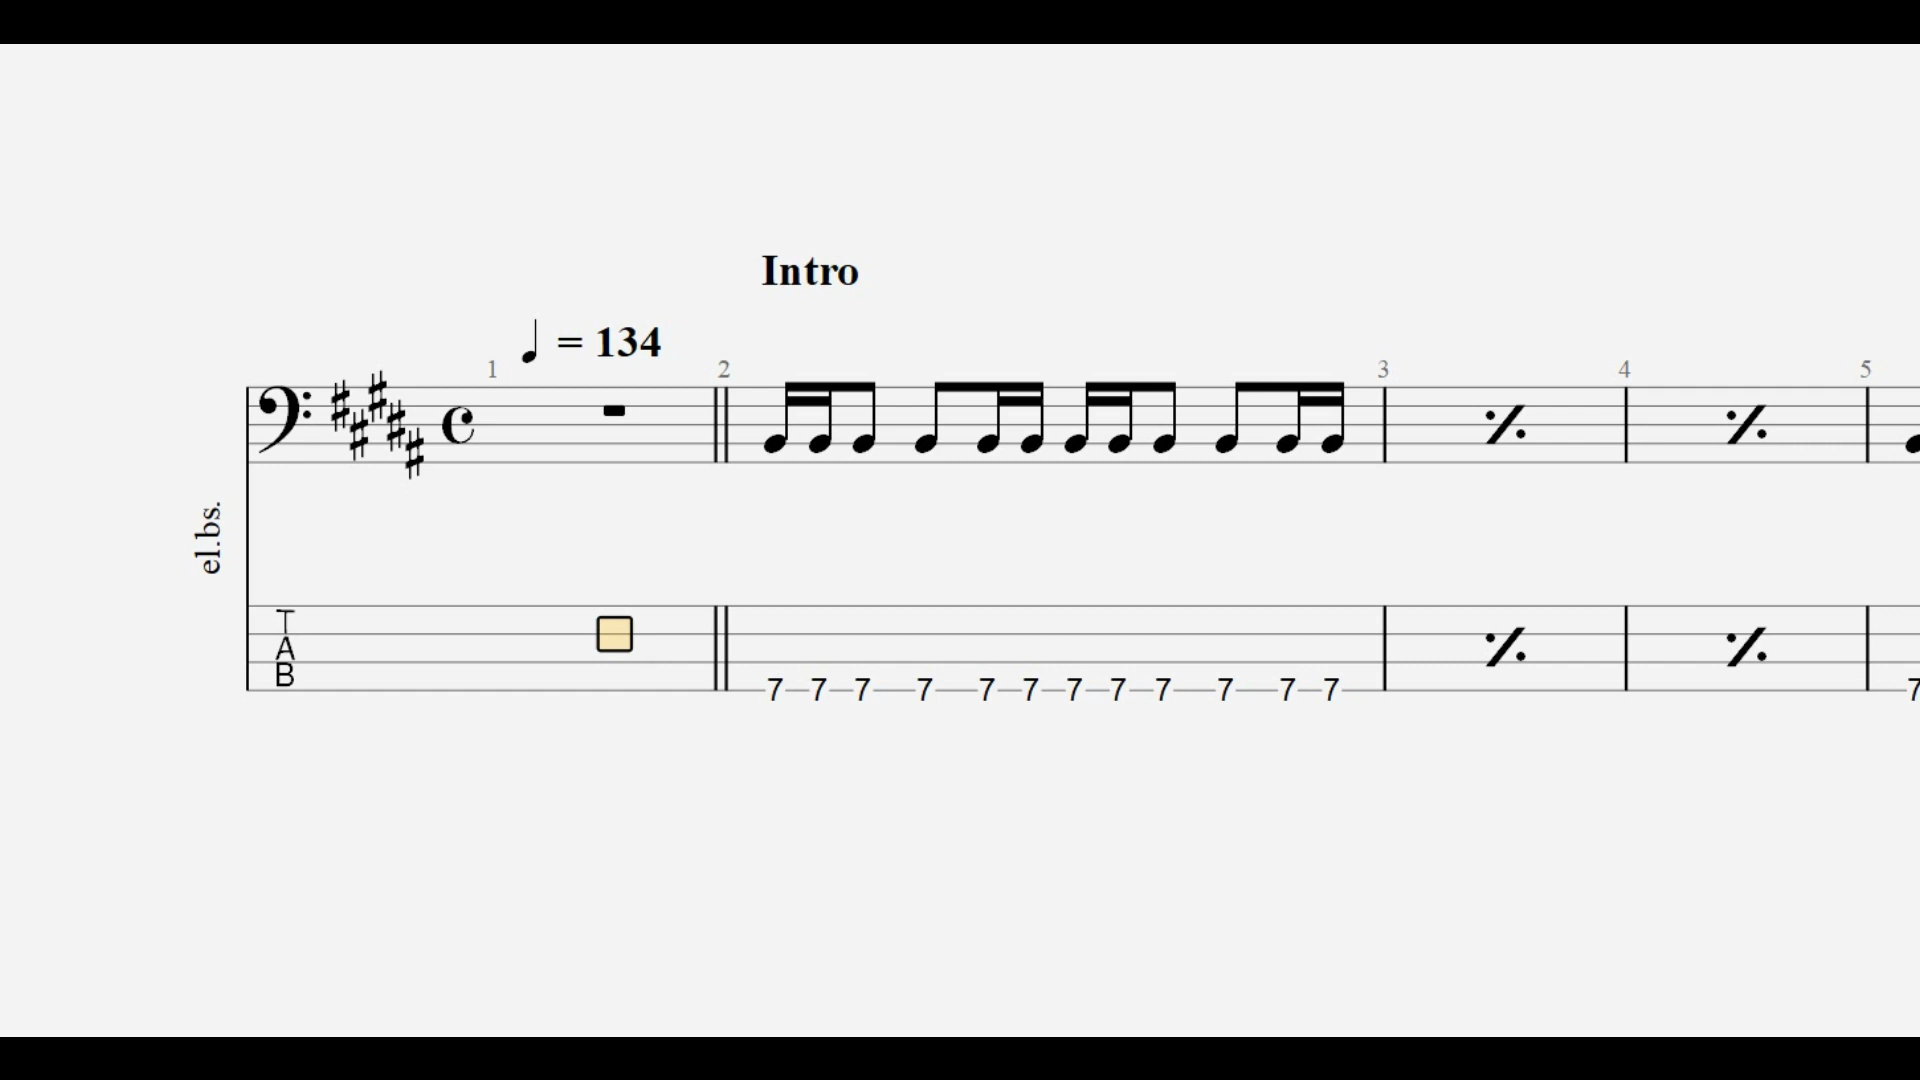 Intro
= 134
1 2 3 4 5
el.bs.
T
A
B
7 7 7 7 7 7 7 7 7 7 7 7 7